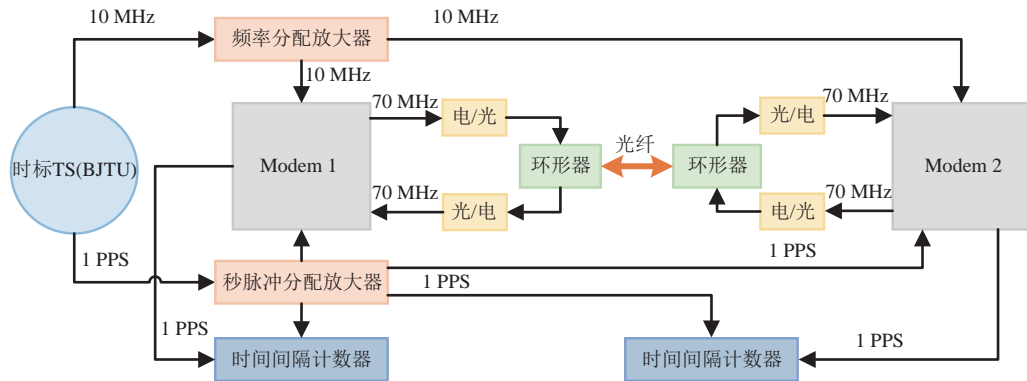 10 MHz
频率分配放大器
10 MHz
10 MHz
70 MHz
电/光
光/电
70 MHz
时标TS(BJTU)
Modem 1
环形器
光纤
环形器
Modem 2
70 MHz
光/电
电/光
70 MHz
1 PPS
秒脉冲分配放大器
1 PPS
1 PPS
1 PPS
时间间隔计数器
时间间隔计数器
1 PPS